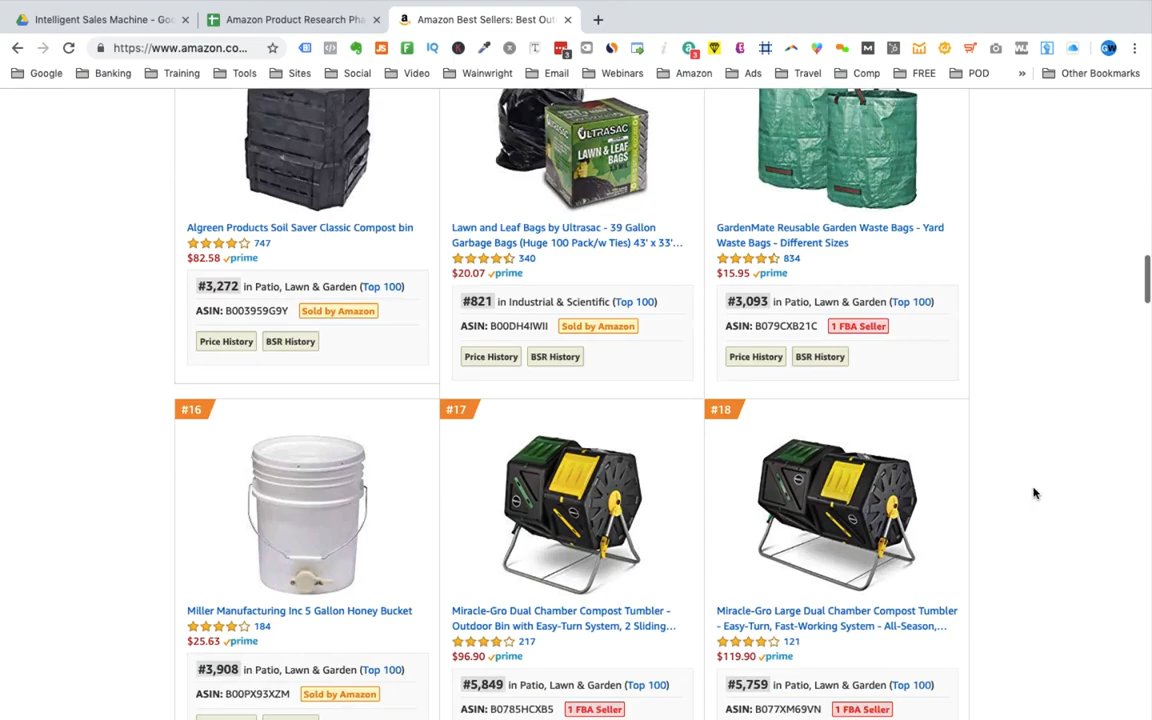 Intelligent Sales Machine - Goo
Amazon Product Research Pha
Amazon Best Sellers: Best Out
https://www.amazon.co...
Google
Banking
Training
Tools
Sites
Social
Video
Wainwright
Email
Webinars
Amazon
Ads
Travel
Comp
FREE
POD
»
Other Bookmarks
ULTRASAC
LAWN & LEAF
BAGS
Algreen Products Soil Saver Classic Compost bin
747
$82.58 prime
#3,272 in Patio, Lawn & Garden (Top 100)
ASIN: B003959G9Y Sold by Amazon
Price History BSR History
Lawn and Leaf Bags by Ultrasac - 39 Gallon
Garbage Bags (Huge 100 Pack/w Ties) 43' x 33'...
340
$20.07 prime
#821 in Industrial & Scientific (Top 100)
ASIN: B00DH4IWII Sold by Amazon
Price History BSR History
GardenMate Reusable Garden Waste Bags - Yard
Waste Bags - Different Sizes
834
$15.95 prime
#3,093 in Patio, Lawn & Garden (Top 100)
ASIN: B079CXB21C 1 FBA Seller
Price History BSR History
#16
Miller Manufacturing Inc 5 Gallon Honey Bucket
184
$25.63 prime
#3,908 in Patio, Lawn & Garden (Top 100)
ASIN: B00PX93XZM Sold by Amazon
#17
Miracle-Gro Dual Chamber Compost Tumbler -
Outdoor Bin with Easy-Turn System, 2 Sliding...
217
$96.90 prime
#5,849 in Patio, Lawn & Garden (Top 100)
ASIN: B0785HCXB5 1 FBA Seller
#18
Miracle-Gro Large Dual Chamber Compost Tumbler
- Easy-Turn, Fast-Working System - All-Season,...
121
$119.90 prime
#5,759 in Patio, Lawn & Garden (Top 100)
ASIN: B077XM69VN 1 FBA Seller